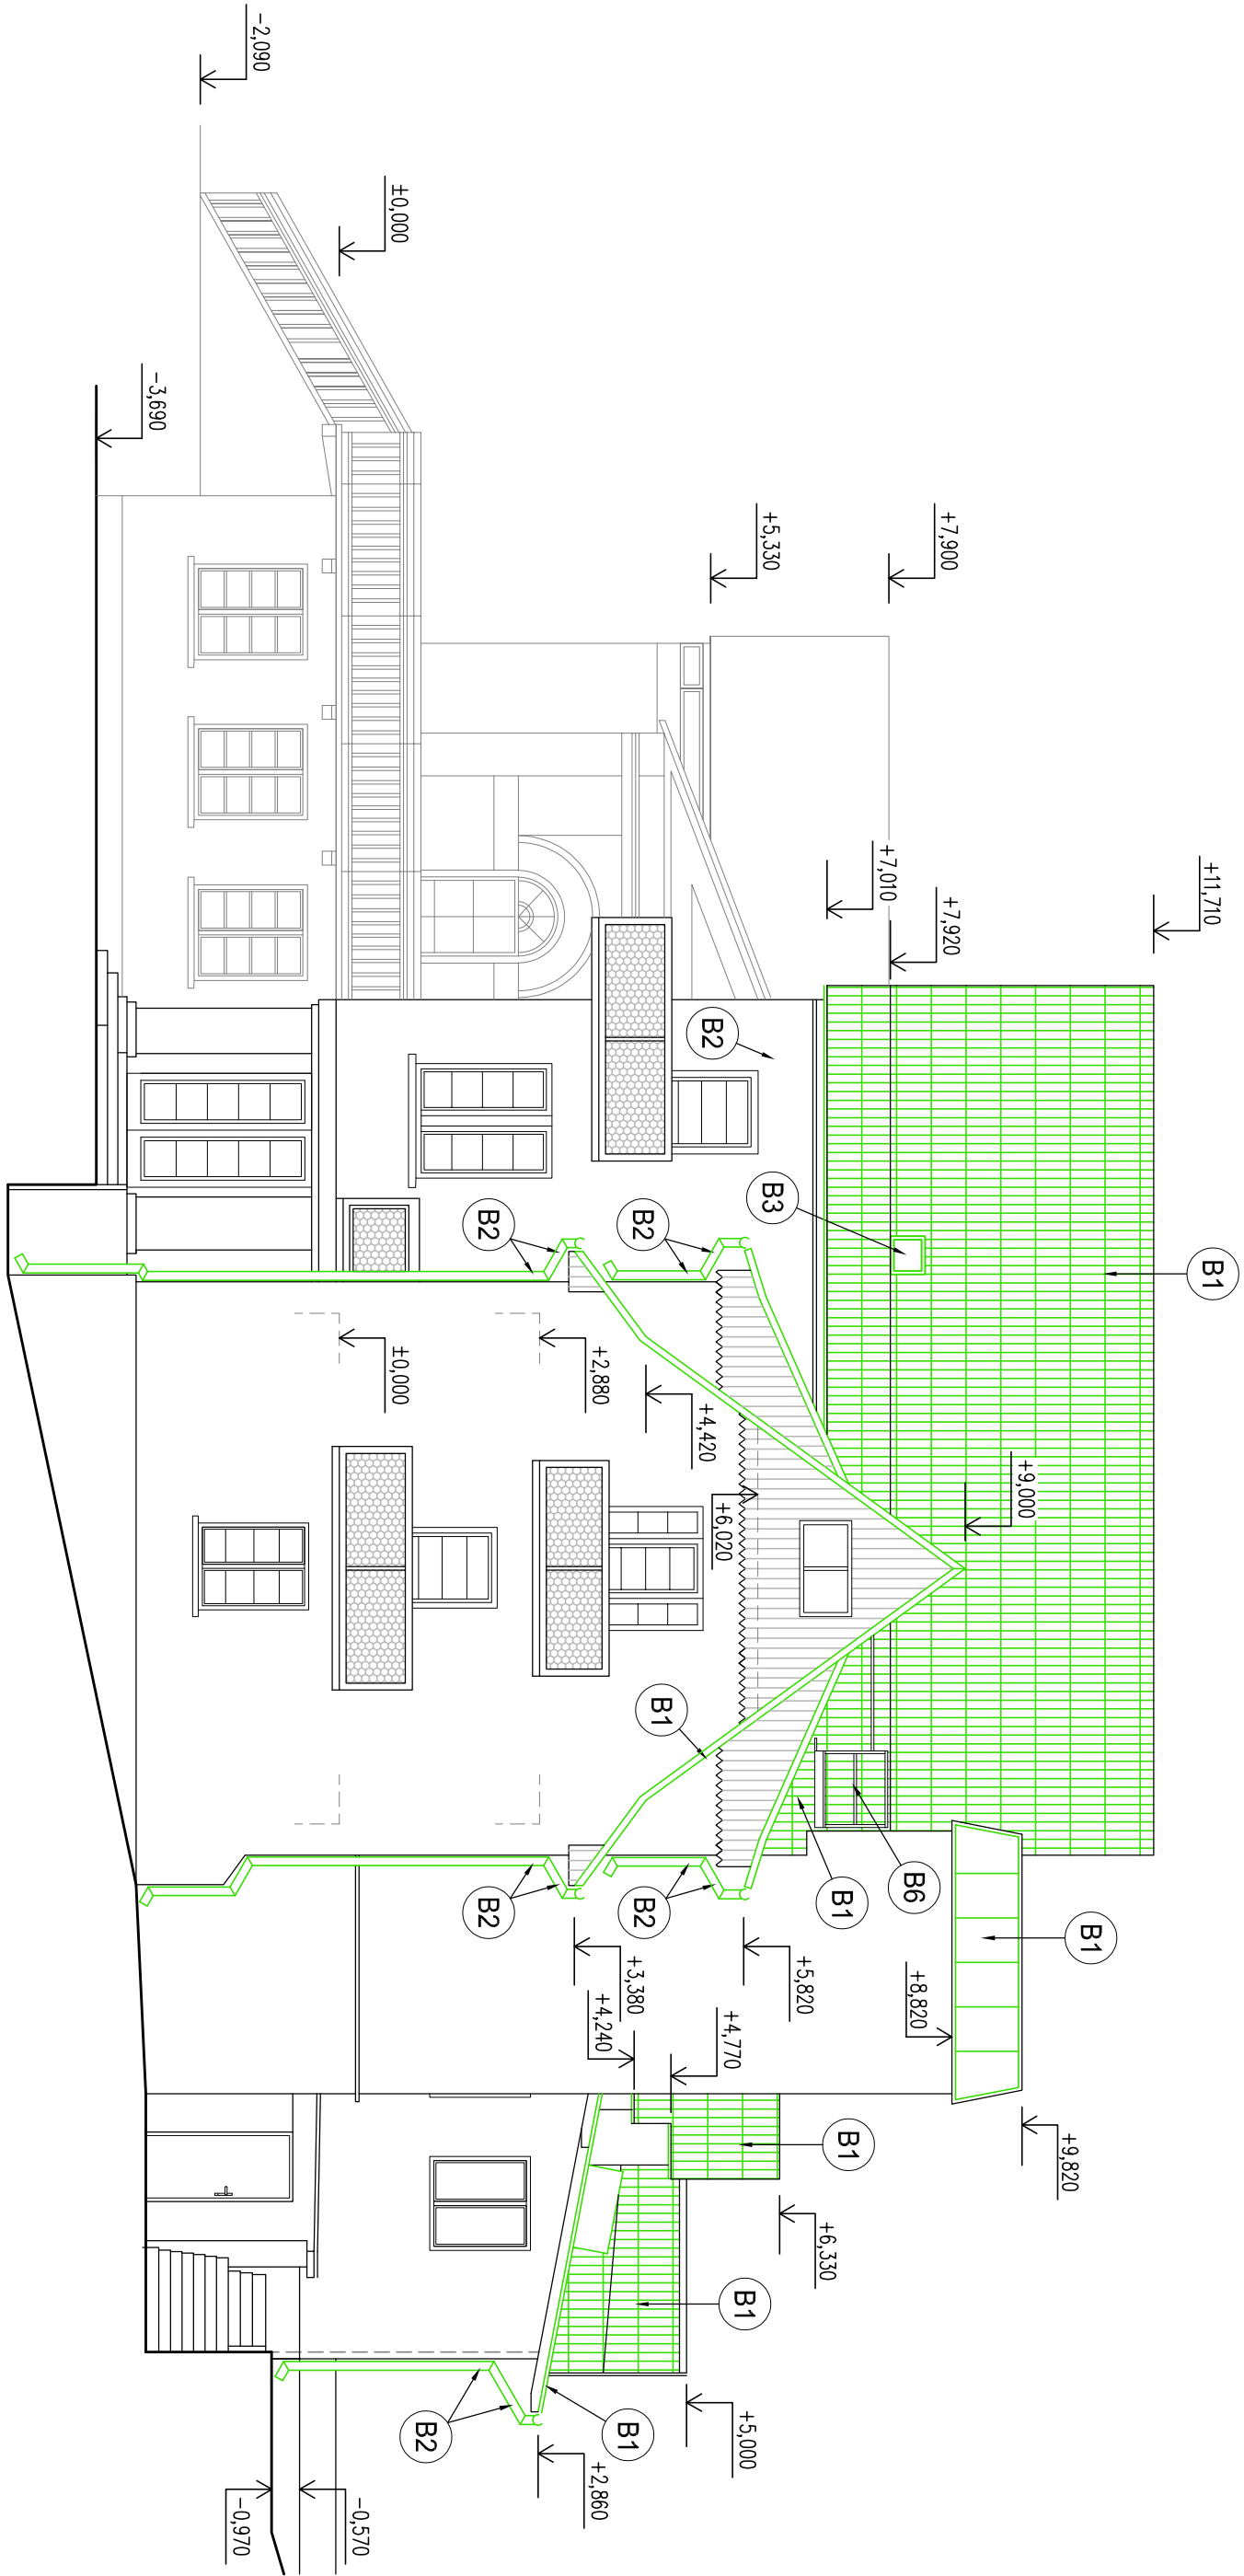 +11,710
B1
B1
+9,820
+9,000
+7,900
+7,920
B6
+8,820
+7,010
B1
B1
+6,330
+5,820
+5,330
B3
B1
+5,000
+4,770
+6,020
B2
+4,420
B1
B2
B2
+3,380
B1
+4,240
+2,880
+2,860
B2
B2
B2
±0,000
±0,000
-0,570
-2,090
-0,970
-3,690